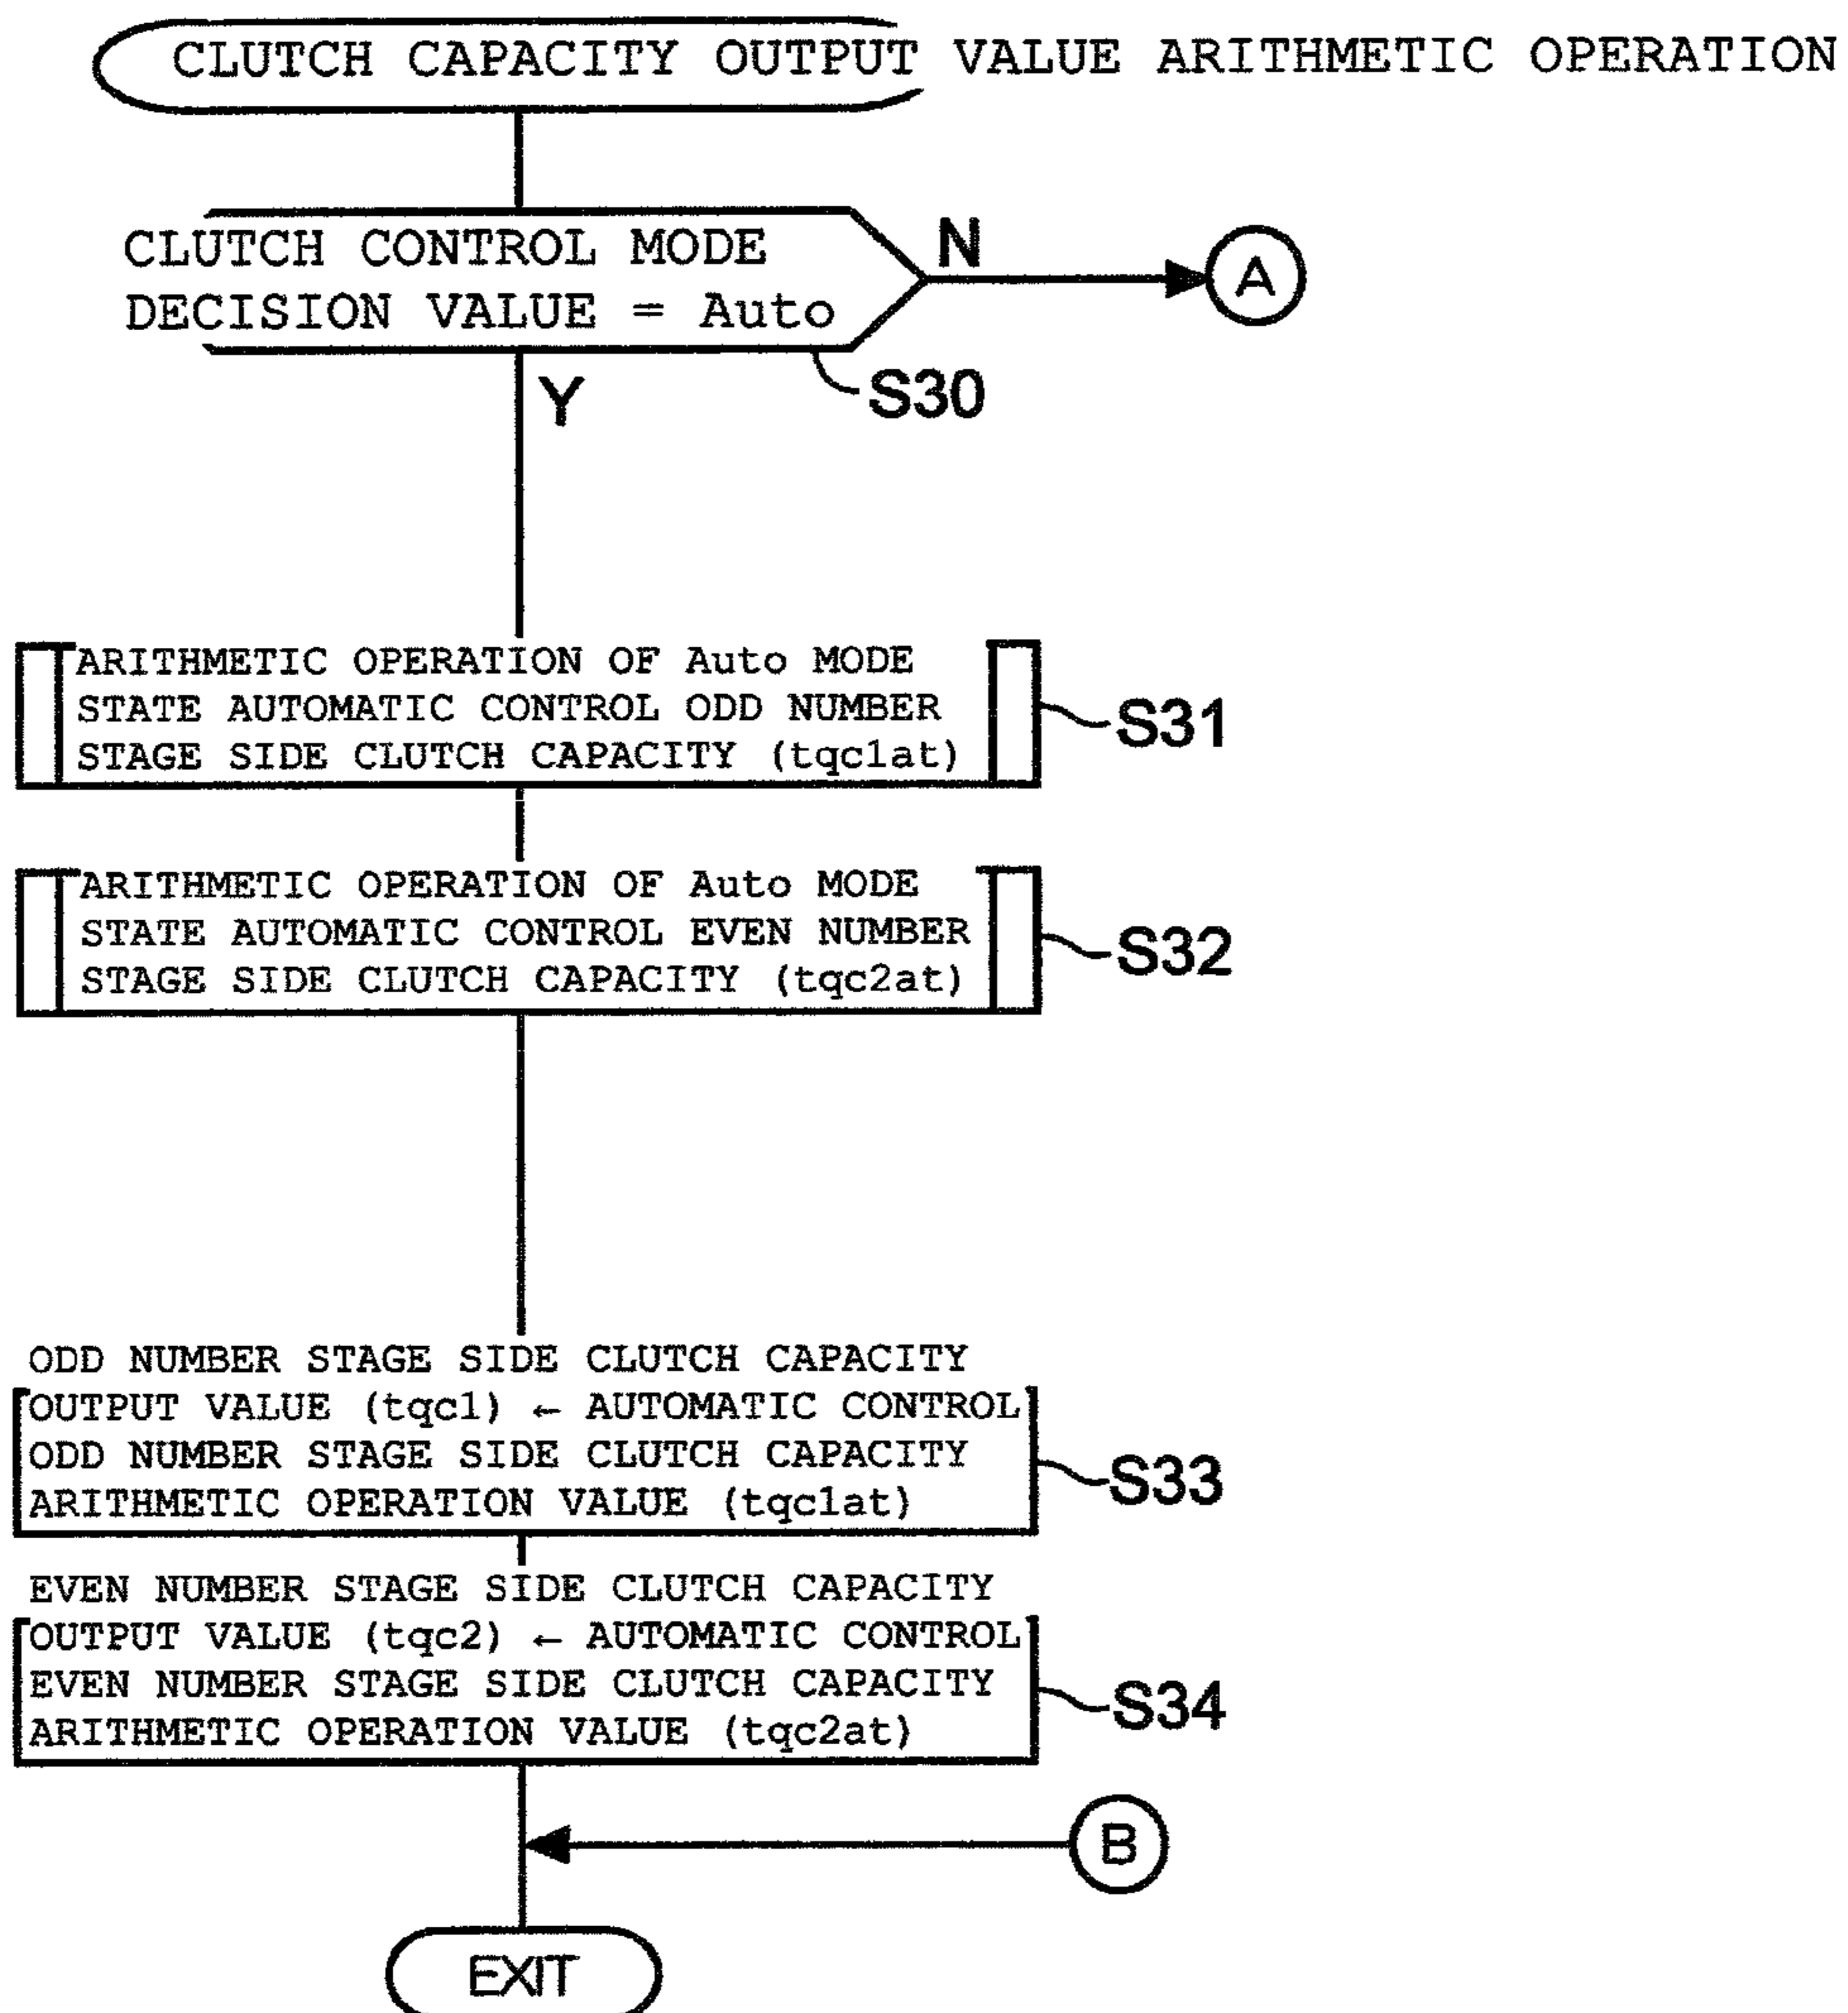 CLUTCH CAPACITY OUTPUT VALUE ARITHMETIC OPERATION
CLUTCH CONTROL MODE
DECISION VALUE = Auto
N
A
Y
S30
ARITHMETIC OPERATION OF Auto MODE
STATE AUTOMATIC CONTROL ODD NUMBER
STAGE SIDE CLUTCH CAPACITY (tqc1at)
S31
ARITHMETIC OPERATION OF Auto MODE
STATE AUTOMATIC CONTROL EVEN NUMBER
STAGE SIDE CLUTCH CAPACITY (tqc2at)
S32
ODD NUMBER STAGE SIDE CLUTCH CAPACITY
OUTPUT VALUE (tqc1) ← AUTOMATIC CONTROL
ODD NUMBER STAGE SIDE CLUTCH CAPACITY
ARITHMETIC OPERATION VALUE (tqc1at)
S33
EVEN NUMBER STAGE SIDE CLUTCH CAPACITY
OUTPUT VALUE (tqc2) ← AUTOMATIC CONTROL
EVEN NUMBER STAGE SIDE CLUTCH CAPACITY
ARITHMETIC OPERATION VALUE (tqc2at)
S34
B
EXIT